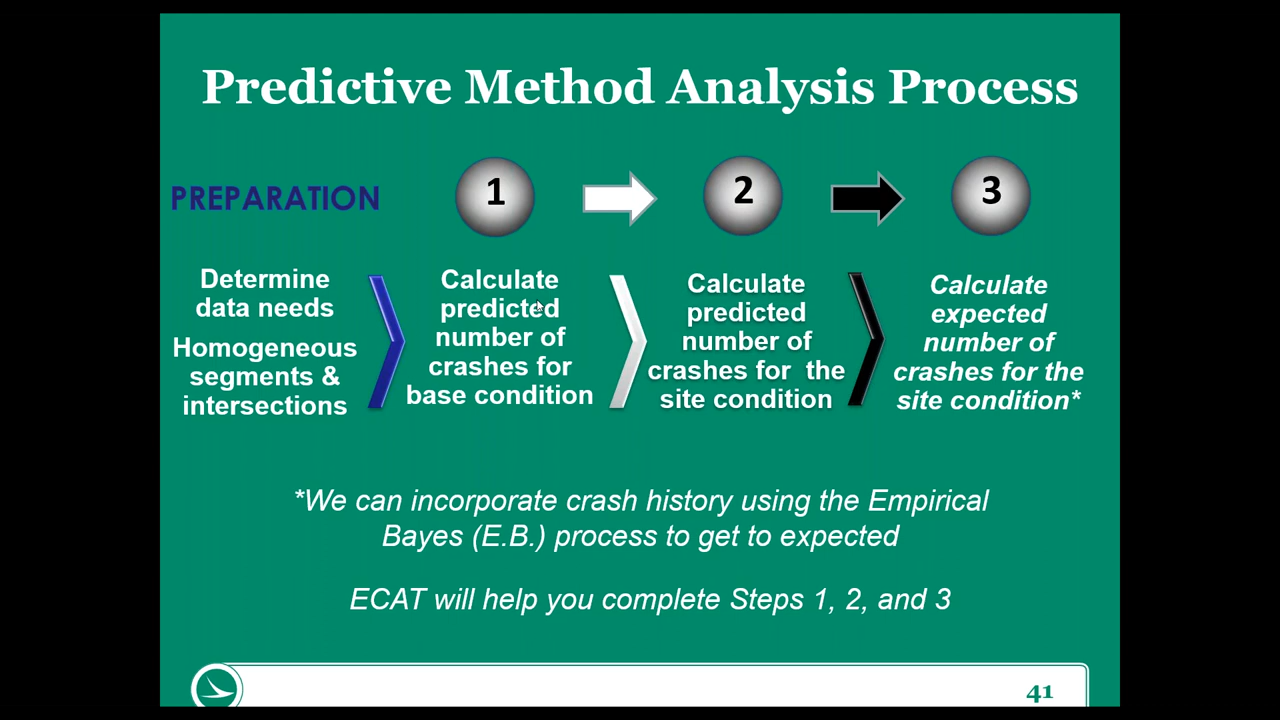 Predictive Method Analysis Process
PREPARATION
1
2
3
Determine
data needs
Homogeneous
segments &
intersections
Calculate
predicted
number of
crashes for
base condition
Calculate
predicted
number of
crashes for the
site condition
Calculate
expected
number of
crashes for the
site condition*
*We can incorporate crash history using the Empirical
Bayes (E.B.) process to get to expected
ECAT will help you complete Steps 1, 2, and 3
41